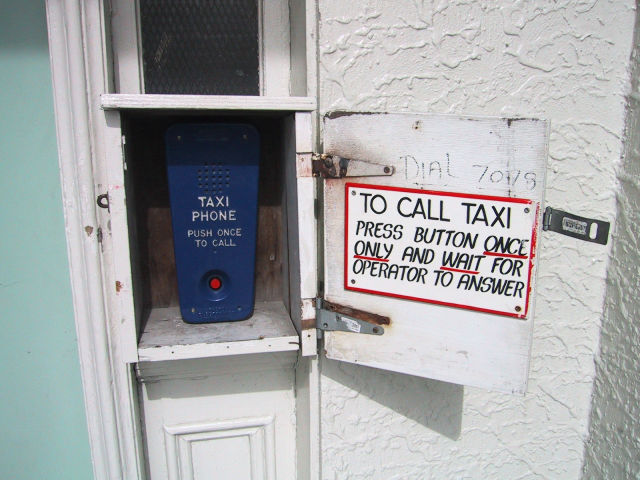 TAXI
PHONE
PUSH ONCE
TO CALL
DIAL 7018
TO CALL TAXI
PRESS BUTTON ONCE
ONLY AND WAIT FOR
OPERATOR TO ANSWER